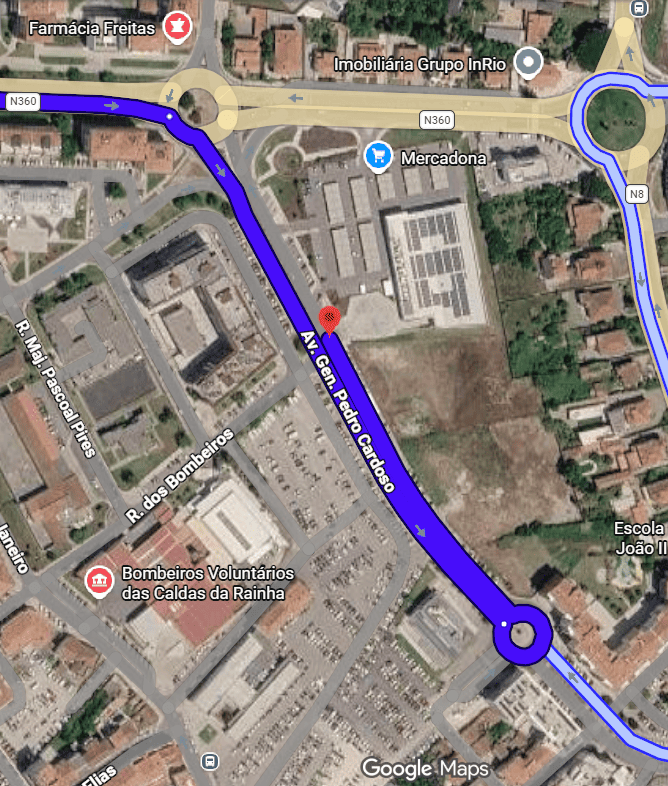 Farmácia Freitas
Imobiliária Grupo InRio
N360
N360
Mercadona
N8
R. Maj. Pascoal Pires
Av. Gen. Pedro Cardoso
R. dos Bombeiros
Escola
João II
Janeiro
Bombeiros Voluntários
das Caldas da Rainha
Elias
Google Maps